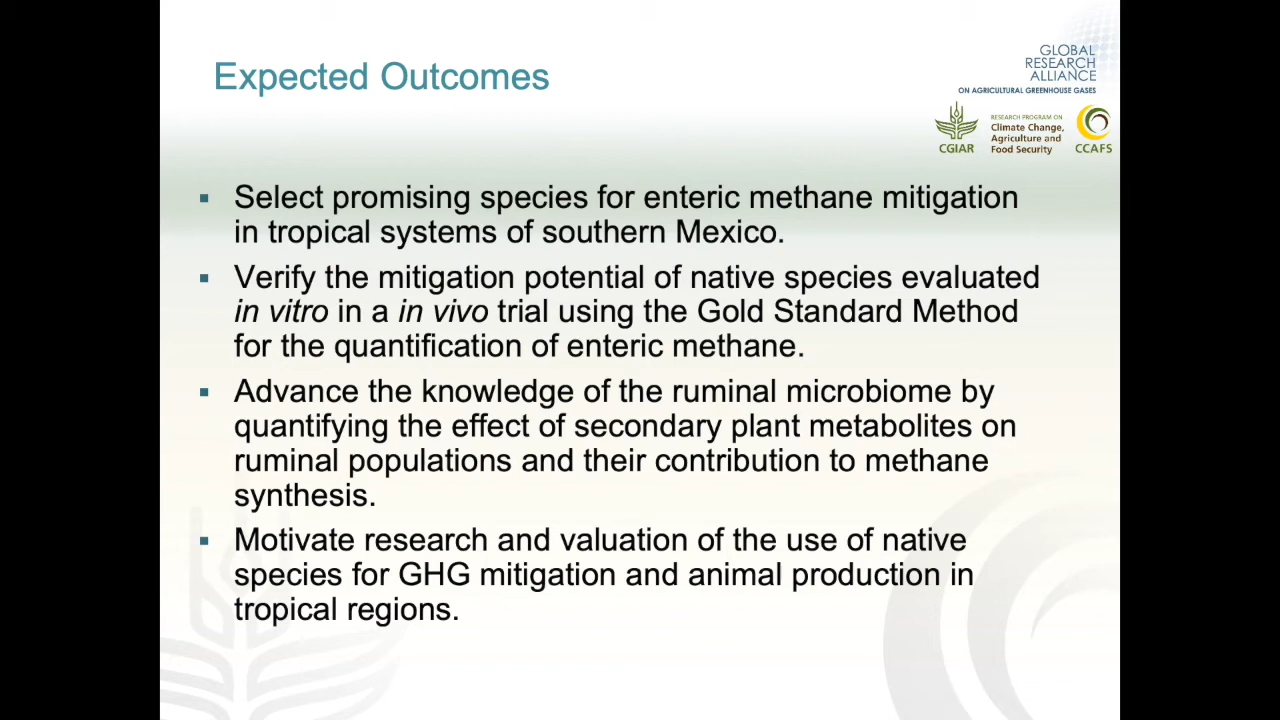 Expected Outcomes
GLOBAL
RESEARCH
ALLIANCE
ON AGRICULTURAL GREENHOUSE GASES
CGIAR
RESEARCH PROGRAM ON
Climate Change,
Agriculture and
Food Security
CCAFS
▪ Select promising species for enteric methane mitigation
in tropical systems of southern Mexico.
▪ Verify the mitigation potential of native species evaluated
in vitro in a in vivo trial using the Gold Standard Method
for the quantification of enteric methane.
▪ Advance the knowledge of the ruminal microbiome by
quantifying the effect of secondary plant metabolites on
ruminal populations and their contribution to methane
synthesis.
▪ Motivate research and valuation of the use of native
species for GHG mitigation and animal production in
tropical regions.